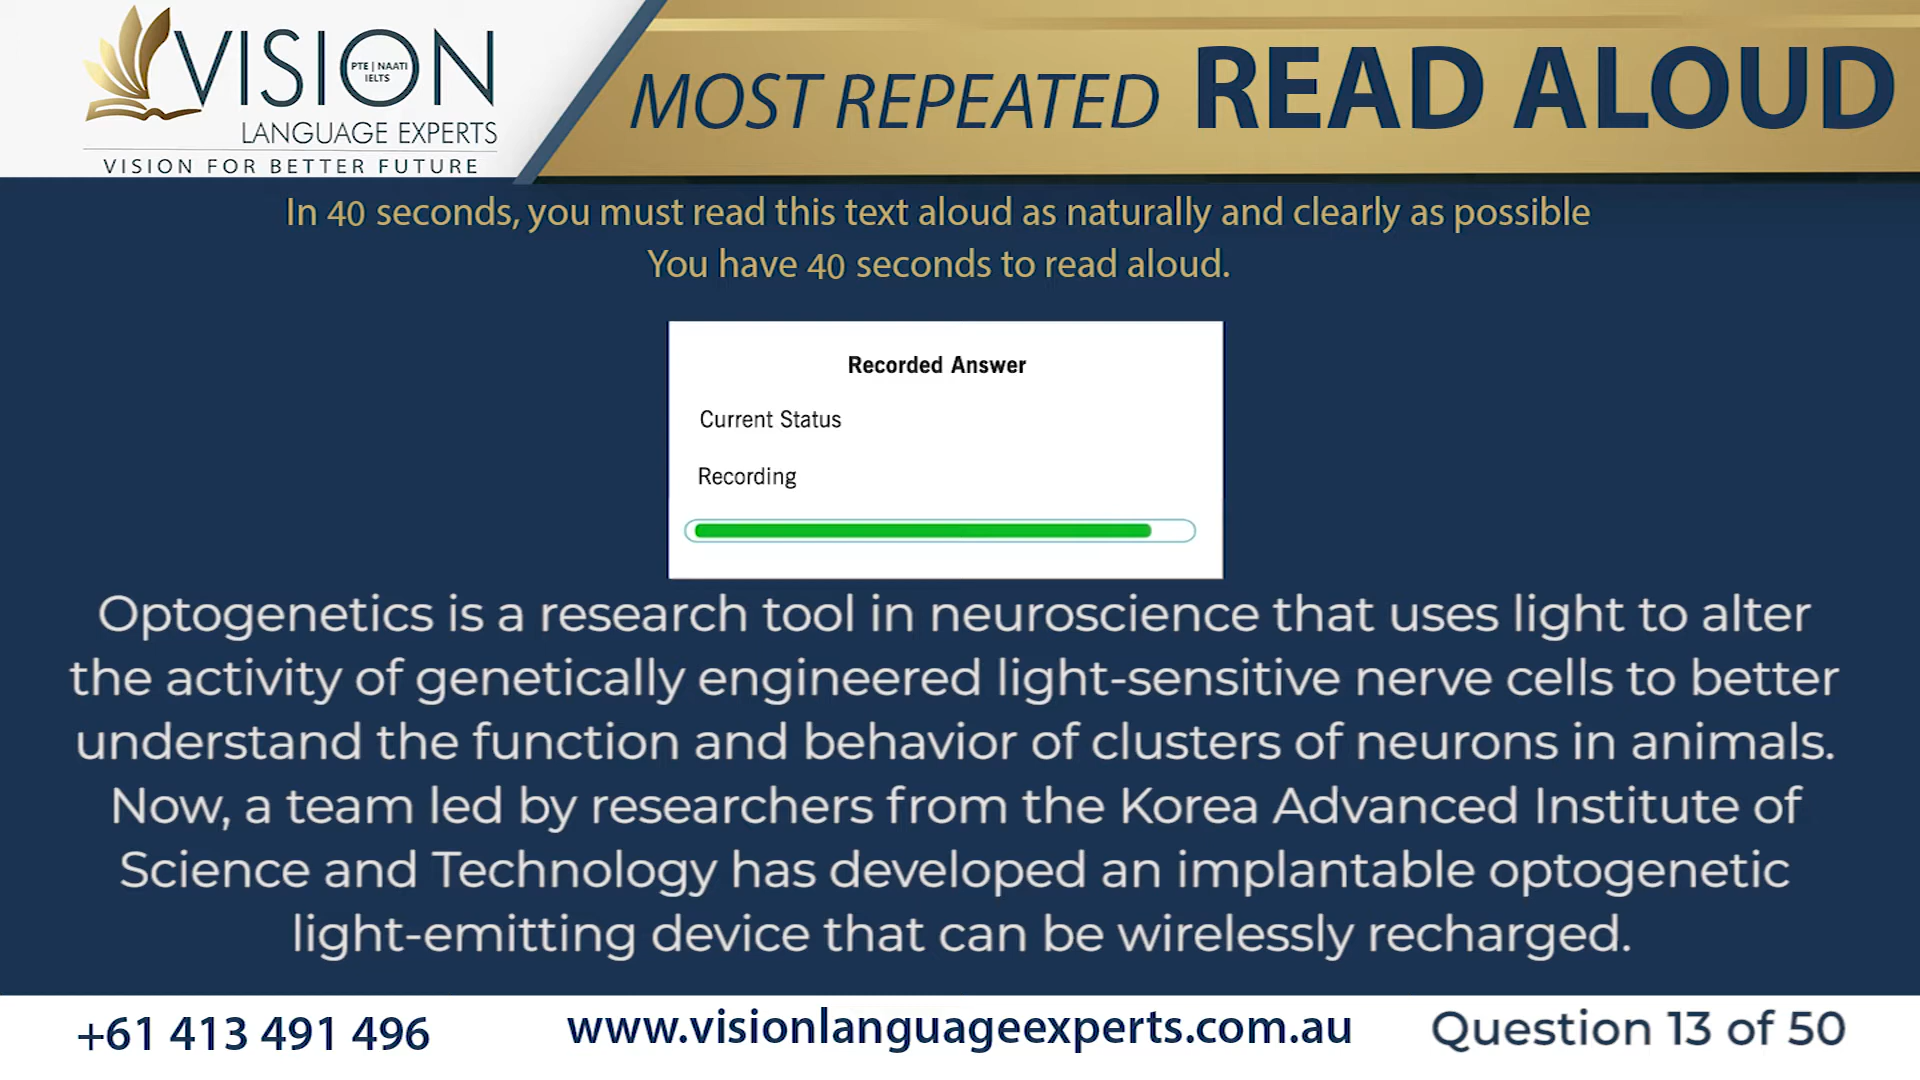 VISION
PTE | NAATI
IELTS
LANGUAGE EXPERTS
VISION FOR BETTER FUTURE
MOST REPEATED READ ALOUD
In 40 seconds, you must read this text aloud as naturally and clearly as possible
You have 40 seconds to read aloud.
Recorded Answer
Current Status
Recording
Optogenetics is a research tool in neuroscience that uses light to alter
the activity of genetically engineered light-sensitive nerve cells to better
understand the function and behavior of clusters of neurons in animals.
Now, a team led by researchers from the Korea Advanced Institute of
Science and Technology has developed an implantable optogenetic
light-emitting device that can be wirelessly recharged.
+61 413 491 496
www.visionlanguageexperts.com.au
Question 13 of 50